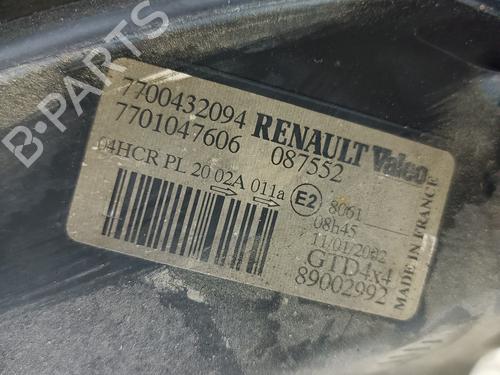 B-PARTS
7700432094 RENAULT Valeo
7701047606 087552
04HCR PL 20 02A 011a
E2
8061
08h45
11/01/2002
GTD4x4
89002992
MADE IN FRANCE